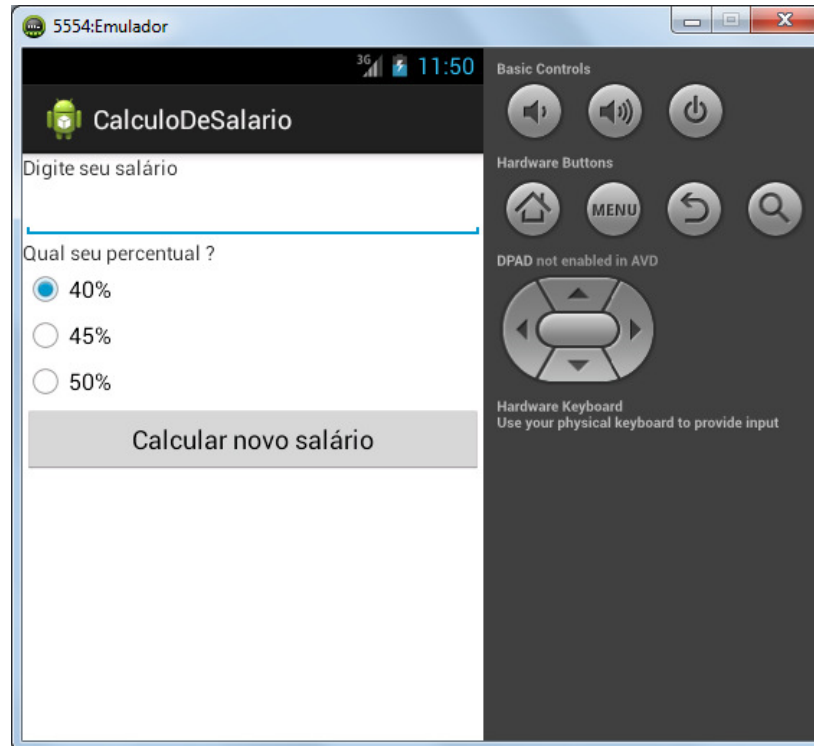 5554:Emulador
3G 11:50
CalculoDeSalario
Digite seu salário
Qual seu percentual ?
40%
45%
50%
Calcular novo salário
Basic Controls
Hardware Buttons
MENU
DPAD not enabled in AVD
Hardware Keyboard
Use your physical keyboard to provide input